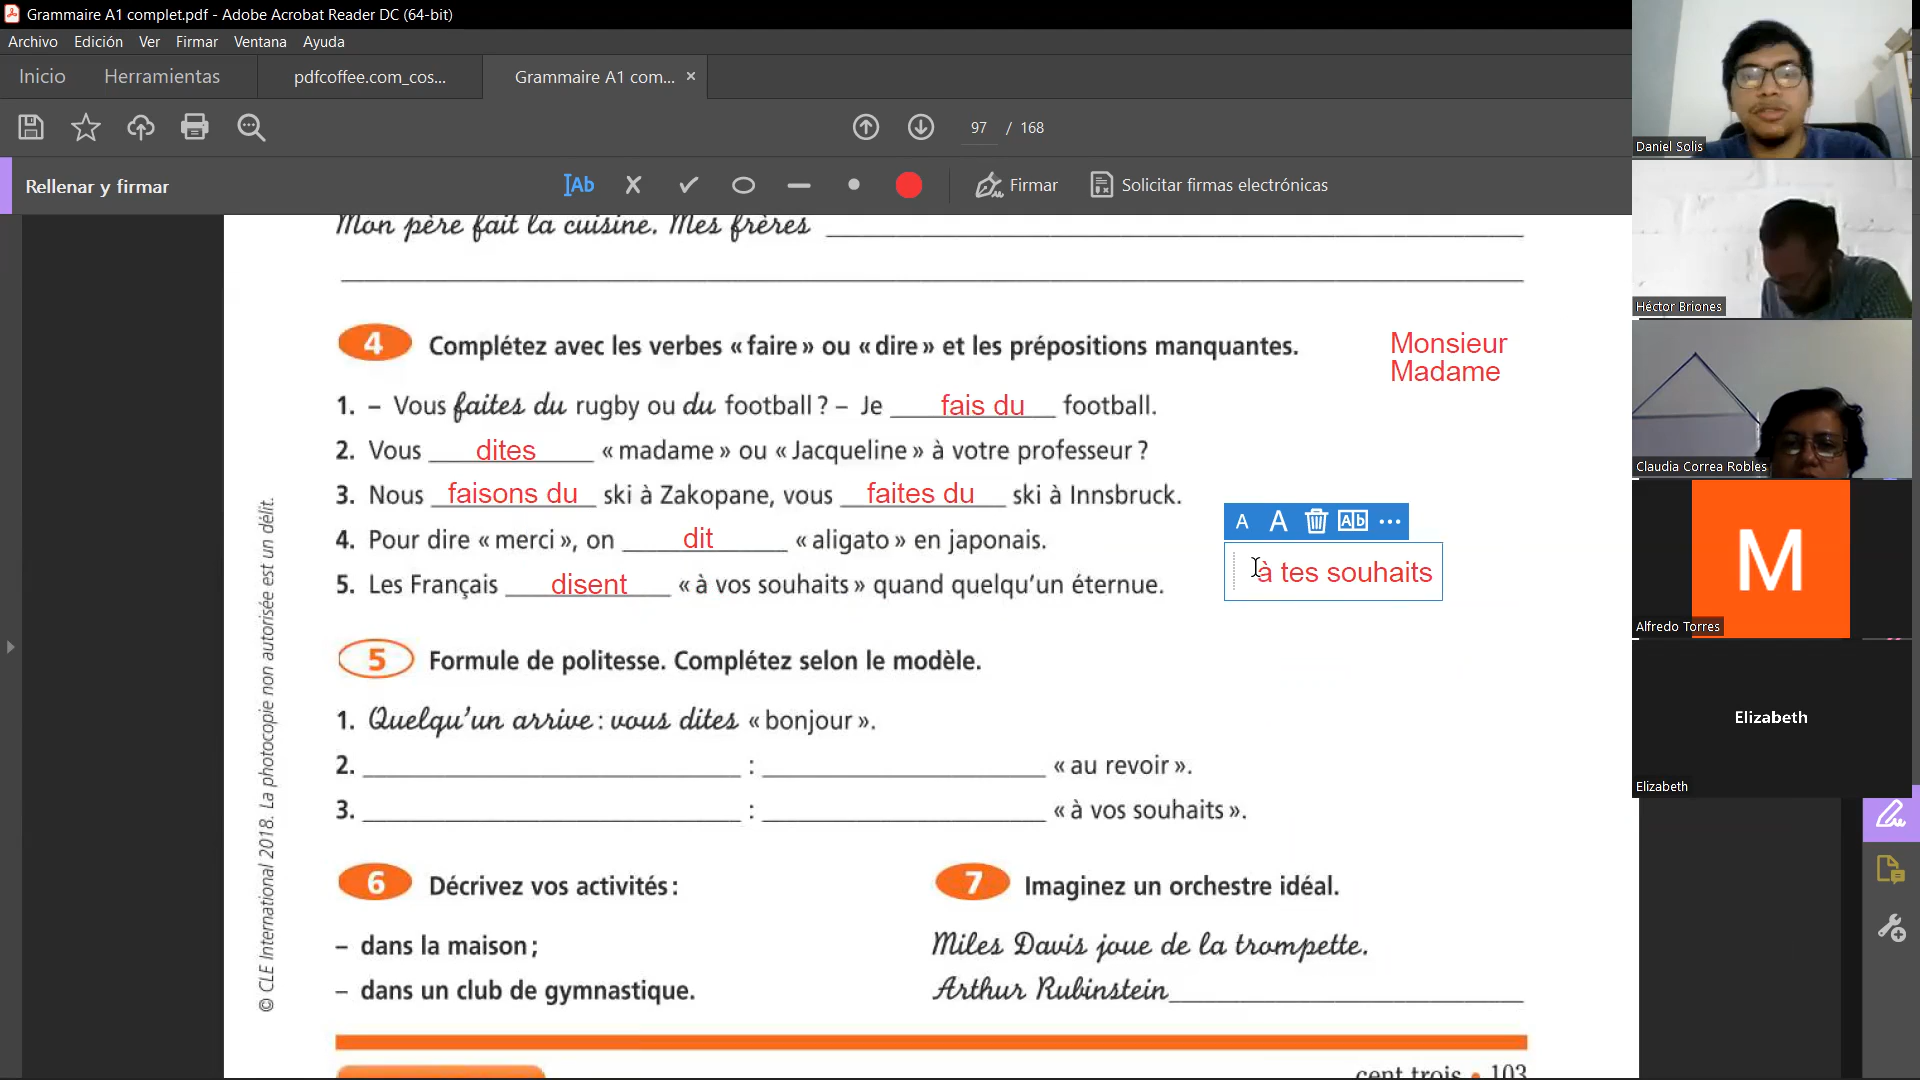 Grammaire A1 complet.pdf - Adobe Acrobat Reader DC (64-bit)
Archivo Edición Ver Firmar Ventana Ayuda
Inicio Herramientas pdfcoffee.com_cos... Grammaire A1 com... ×
97 / 168
Rellenar y firmar
Ab Firmar Solicitar firmas electrónicas
Mon père fait la cuisine. Mes frères
4 Complétez avec les verbes « faire » ou « dire » et les prépositions manquantes.
Monsieur
Madame
1. – Vous faites du rugby ou du football ? – Je fais du football.
2. Vous dites « madame » ou « Jacqueline » à votre professeur ?
3. Nous faisons du ski à Zakopane, vous faites du ski à Innsbruck.
4. Pour dire « merci », on dit « aligato » en japonais.
5. Les Français disent « à vos souhaits » quand quelqu’un éternue.
A A Ab ...
à tes souhaits
5 Formule de politesse. Complétez selon le modèle.
1. Quelqu’un arrive : vous dites « bonjour ».
2. : « au revoir ».
3. : « à vos souhaits ».
6 Décrivez vos activités :
– dans la maison ;
– dans un club de gymnastique.
7 Imaginez un orchestre idéal.
Miles Davis joue de la trompette.
Arthur Rubinstein
cent trois • 103
© CLE International 2018. La photocopie non autorisée est un délit.
Daniel Solis
Héctor Briones
Claudia Correa Robles
M
Alfredo Torres
Elizabeth
Elizabeth